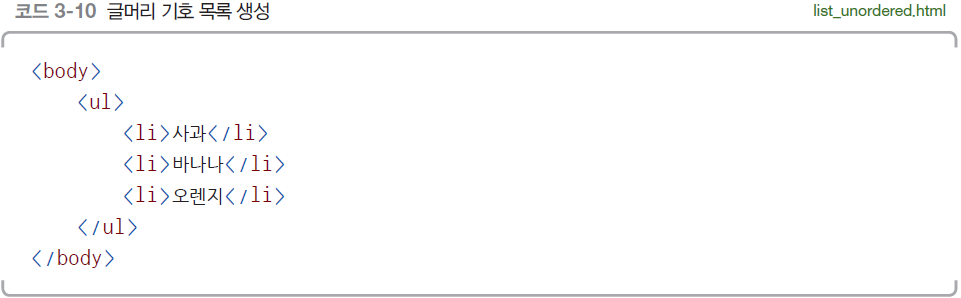 코드 3-10 글머리 기호 목록 생성 list_unordered.html
<body>
<ul>
<li>사과</li>
<li>바나나</li>
<li>오렌지</li>
</ul>
</body>